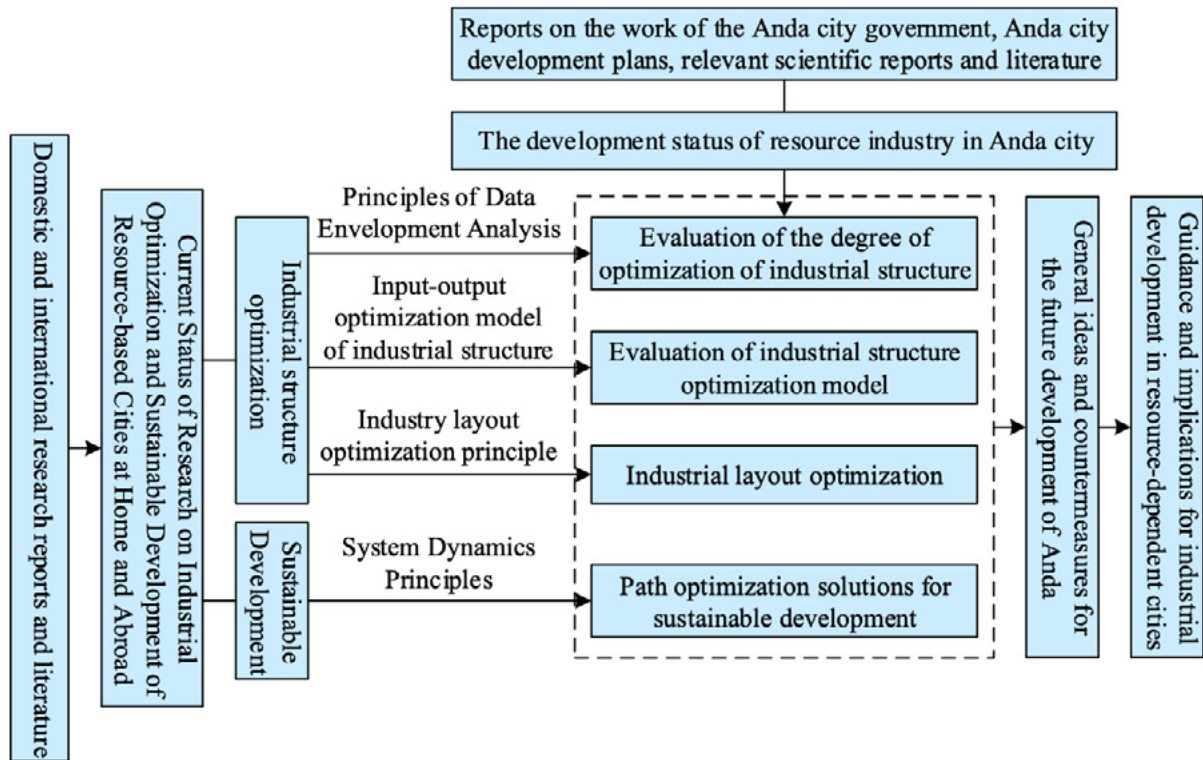 Reports on the work of the Anda city government, Anda city
development plans, relevant scientific reports and literature
The development status of resource industry in Anda city
Domestic and international research reports and literature
Current Status of Research on Industrial
Optimization and Sustainable Development of
Resource-based Cities at Home and Abroad
Industrial structure
optimization
Sustainable
Development
Principles of Data
Envelopment Analysis
Input-output
optimization model
of industrial structure
Industry layout
optimization principle
System Dynamics
Principles
Evaluation of the degree of
optimization of industrial structure
Evaluation of industrial structure
optimization model
Industrial layout optimization
Path optimization solutions for
sustainable development
General ideas and countermeasures for
the future development of Anda
Guidance and implications for industrial
development in resource-dependent cities